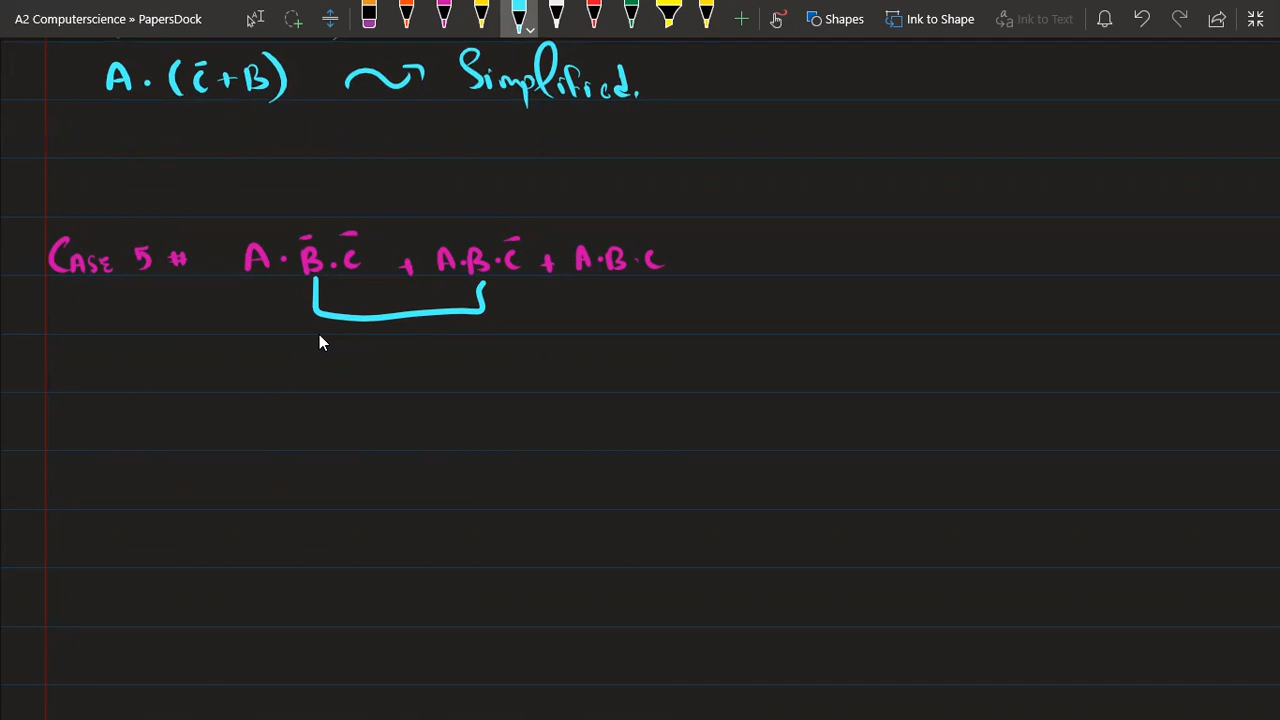 A2 Computerscience » PapersDock
Shapes
Ink to Shape
Ink to Text
A · (C̄ + B) Simplified.
CASE 5 # A · B̄ · C̄ + A · B · C̄ + A · B · C